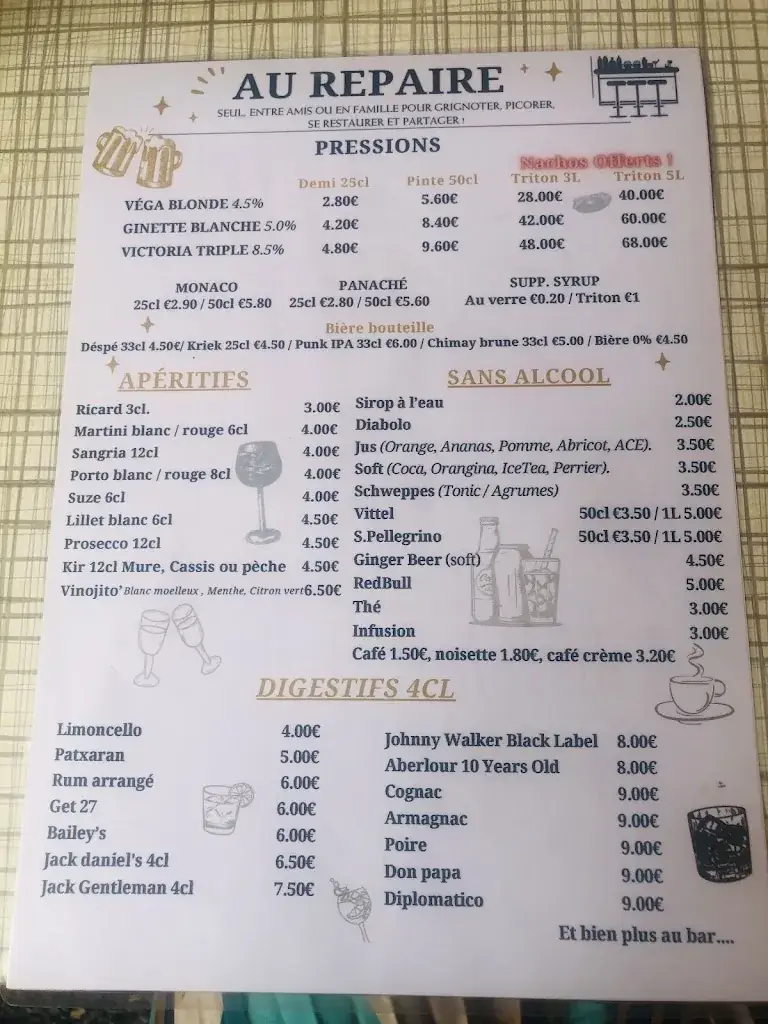 AU REPAIRE
SEUL, ENTRE AMIS OU EN FAMILLE POUR GRIGNOTER, PICORER,
SE RESTAURER ET PARTAGER !
PRESSIONS
Nachos Offerts !
Demi 25cl Pinte 50cl Triton 3L Triton 5L
VÉGA BLONDE 4.5% 2.80€ 5.60€ 28.00€ 40.00€
GINETTE BLANCHE 5.0% 4.20€ 8.40€ 42.00€ 60.00€
VICTORIA TRIPLE 8.5% 4.80€ 9.60€ 48.00€ 68.00€
MONACO PANACHÉ SUPP. SYRUP
25cl €2.90 / 50cl €5.80 25cl €2.80 / 50cl €5.60 Au verre €0.20 / Triton €1
Bière bouteille
Déspé 33cl 4.50€/ Kriek 25cl €4.50 / Punk IPA 33cl €6.00 / Chimay brune 33cl €5.00 / Bière 0% €4.50
APÉRITIFS
Ricard 3cl. 3.00€
Martini blanc / rouge 6cl 4.00€
Sangria 12cl 4.00€
Porto blanc / rouge 8cl 4.00€
Suze 6cl 4.00€
Lillet blanc 6cl 4.50€
Prosecco 12cl 4.50€
Kir 12cl Mure, Cassis ou pèche 4.50€
Vinojito' Blanc moelleux , Menthe, Citron vert 6.50€
SANS ALCOOL
Sirop à l'eau 2.00€
Diabolo 2.50€
Jus (Orange, Ananas, Pomme, Abricot, ACE). 3.50€
Soft (Coca, Orangina, IceTea, Perrier). 3.50€
Schweppes (Tonic / Agrumes) 3.50€
Vittel 50cl €3.50 / 1L 5.00€
S.Pellegrino 50cl €3.50 / 1L 5.00€
Ginger Beer (soft) 4.50€
RedBull 5.00€
Thé 3.00€
Infusion 3.00€
Café 1.50€, noisette 1.80€, café crème 3.20€
DIGESTIFS 4CL
Limoncello 4.00€
Patxaran 5.00€
Rum arrangé 6.00€
Get 27 6.00€
Bailey's 6.00€
Jack daniel's 4cl 6.50€
Jack Gentleman 4cl 7.50€
Johnny Walker Black Label 8.00€
Aberlour 10 Years Old 8.00€
Cognac 9.00€
Armagnac 9.00€
Poire 9.00€
Don papa 9.00€
Diplomatico 9.00€
Et bien plus au bar....